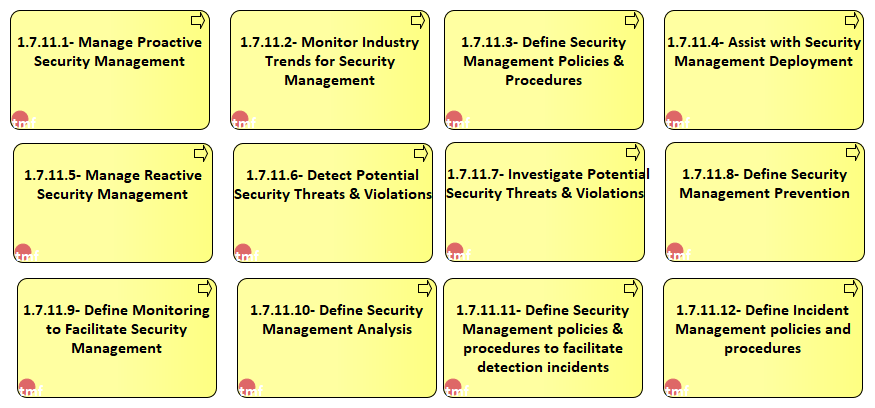 1.7.11.1- Manage Proactive
Security Management
tmf
1.7.11.2- Monitor Industry
Trends for Security
Management
tmf
1.7.11.3- Define Security
Management Policies &
Procedures
tmf
1.7.11.4- Assist with Security
Management Deployment
tmf
1.7.11.5- Manage Reactive
Security Management
tmf
1.7.11.6- Detect Potential
Security Threats & Violations
tmf
1.7.11.7- Investigate Potential
Security Threats & Violations
tmf
1.7.11.8- Define Security
Management Prevention
tmf
1.7.11.9- Define Monitoring
to Facilitate Security
Management
tmf
1.7.11.10- Define Security
Management Analysis
tmf
1.7.11.11- Define Security
Management policies &
procedures to facilitate
detection incidents
tmf
1.7.11.12- Define Incident
Management policies and
procedures
tmf